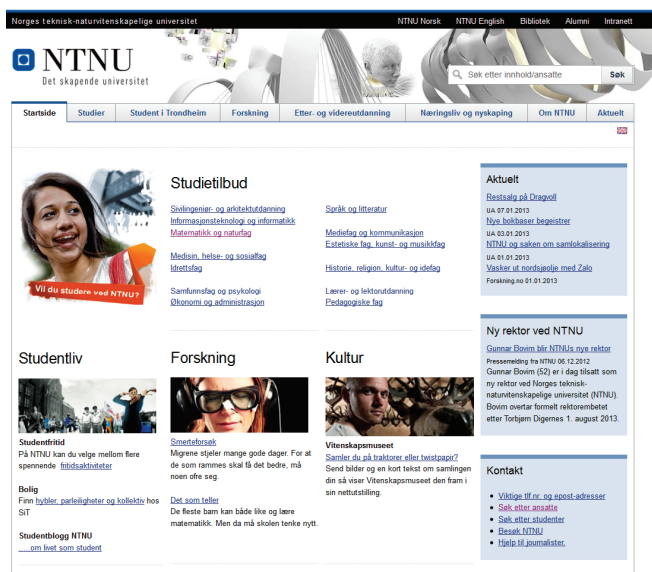 Norges teknisk-naturvitenskapelige universitet
NTNU Norsk NTNU English Bibliotek Alumni Intranett
NTNU
Det skapende universitet
Søk etter innhold/ansatte Søk
Startside Studier Student i Trondheim Forskning Etter- og videreutdanning Næringsliv og nyskaping Om NTNU Aktuelt
Vil du studere ved NTNU?
Studietilbud
Sivilingeniør- og arkitektutdanning
Informasjonsteknologi og informatikk
Matematikk og naturfag
Medisin, helse- og sosialfag
Idrettsfag
Samfunnsfag og psykologi
Økonomi og administrasjon
Språk og litteratur
Mediefag og kommunikasjon
Estetiske fag, kunst- og musikkfag
Historie, religion, kultur- og idefag
Lærer- og lektorutdanning
Pedagogiske fag
Aktuelt
Restsalg på Dragvoll
UA 07.01.2013
Nye bokbaser begeistrer
UA 03.01.2013
NTNU og saken om samlokalisering
UA 01.01.2013
Vasker ut nordsjøolje med Zalo
Forskning.no 01.01.2013
Ny rektor ved NTNU
Gunnar Bovim blir NTNUs nye rektor
Pressemelding fra NTNU 06.12.2012
Gunnar Bovim (52) er i dag tilsatt som
ny rektor ved Norges teknisk-
naturvitenskapelige universitet (NTNU).
Bovim overtar formelt rektorembetet
etter Torbjørn Digernes 1. august 2013.
Studentliv
Studentfritid
På NTNU kan du velge mellom flere
spennende fritidsaktiviteter
Bolig
Finn hybler, parleiligheter og kollektiv hos
SiT
Studentblogg NTNU
.....om livet som student
Forskning
Smerteforsøk
Migrene stjeler mange gode dager. For at
de som rammes skal få det bedre, må
noen ofre seg.
Det som teller
De fleste barn kan både like og lære
matematikk. Men da må skolen tenke nytt.
Kultur
Vitenskapsmuseet
Samler du på traktorer eller twistpapir?
Send bilder og en kort tekst om samlingen
din så viser Vitenskapsmuseet den fram i
sin nettutstilling.
Kontakt
Viktige tlf.nr. og epost-adresser
Søk etter ansatte
Søk etter studenter
Besøk NTNU
Hjelp til journalister.